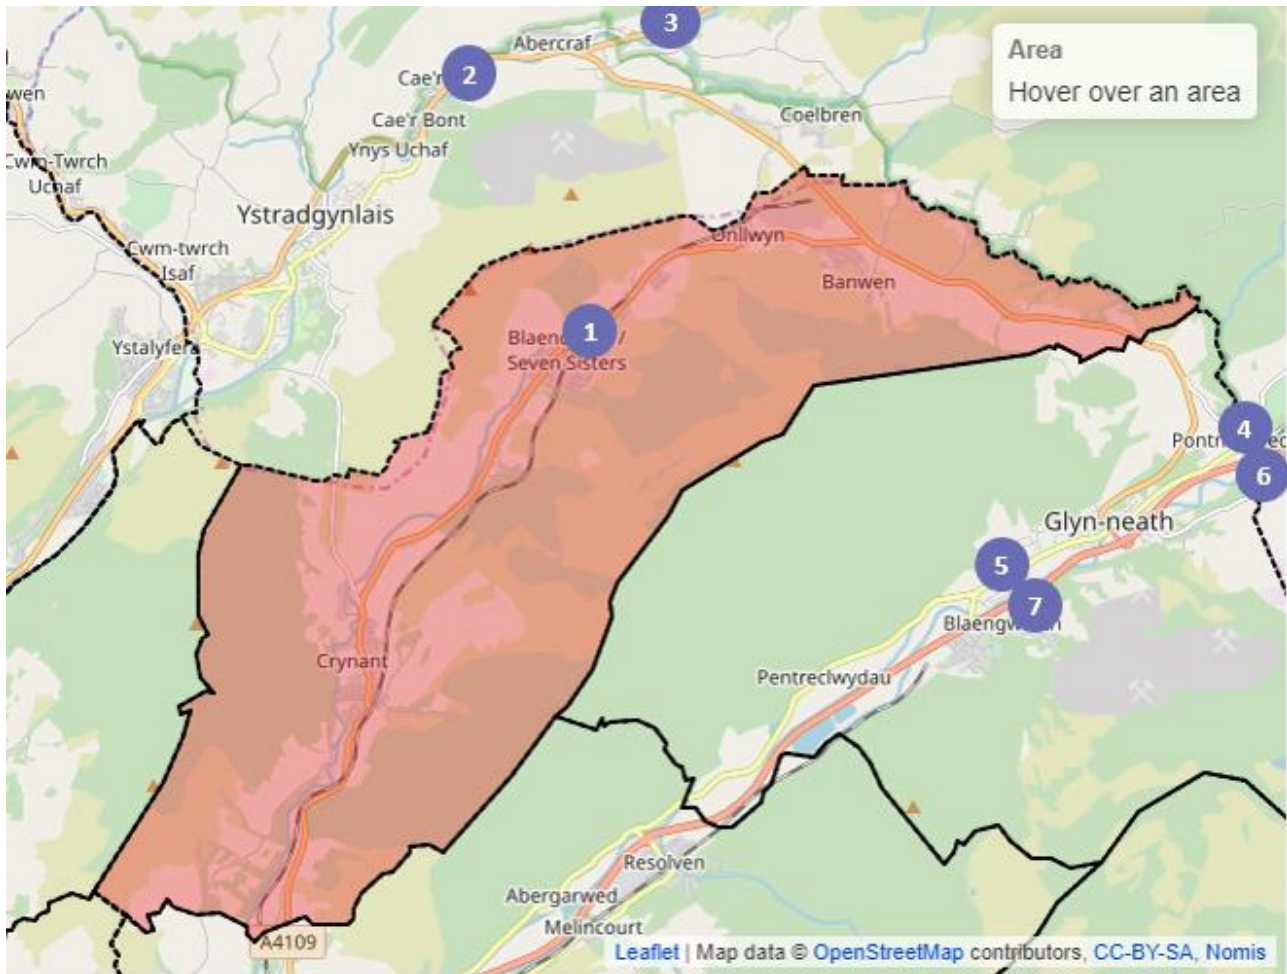 3
Abercraf
Area
Hover over an area
2
Cae'r
wen
Coelbren
Cae'r Bont
Ynys Uchaf
Cwm-Twrch
Uchaf
Ystradgynlais
Onllwyn
Cwm-twrch
Isaf
Banwen
1
Ystalyfera
Seven Sisters
4
6
Glyn-neath
5
7
Crynant
Pentreclwydau
Resolven
Abergarwed
Melincourt
A4109
Leaflet | Map data © OpenStreetMap contributors, CC-BY-SA, Nomis